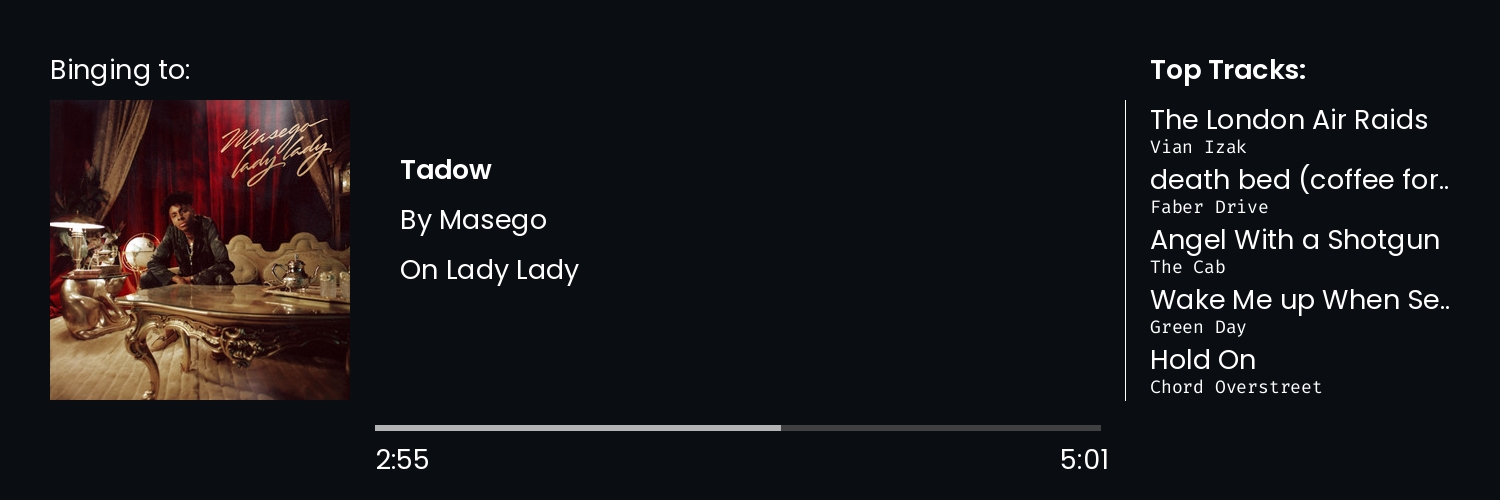 Binging to:
Masego
lady lady
Tadow
By Masego
On Lady Lady
2:55
5:01
Top Tracks:
The London Air Raids
Vian Izak
death bed (coffee for..
Faber Drive
Angel With a Shotgun
The Cab
Wake Me up When Se..
Green Day
Hold On
Chord Overstreet